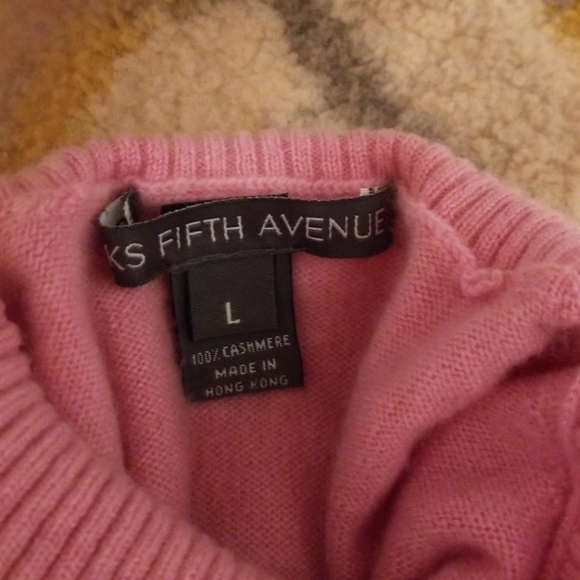 KS FIFTH AVENUE
L
100% CASHMERE
MADE IN
HONG KONG